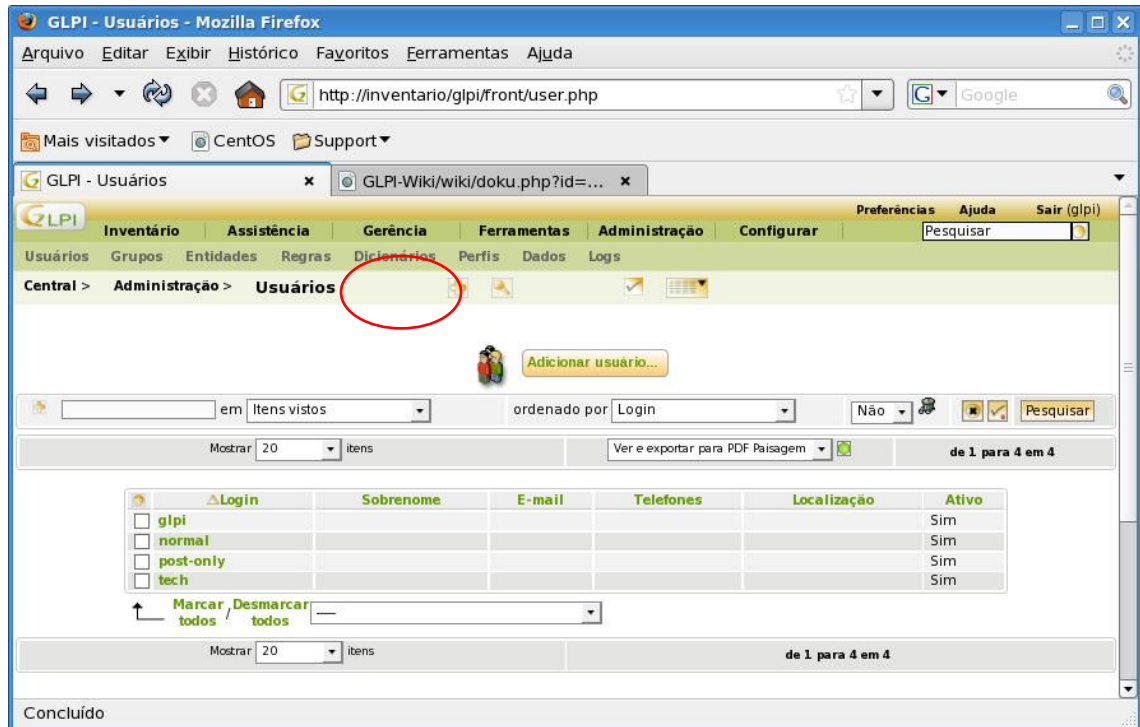 GLPI - Usuários - Mozilla Firefox
Arquivo Editar Exibir Histórico Favoritos Ferramentas Ajuda
http://inventario/glpi/front/user.php G Google
Mais visitados CentOS Support
GLPI - Usuários x GLPI-Wiki/wiki/doku.php?id=... x
Preferências Ajuda Sair (glpi)
GLPI
Inventário Assistência Gerência Ferramentas Administração Configurar Pesquisar
Usuários Grupos Entidades Regras Dicionários Perfis Dados Logs
Central > Administração > Usuários
Adicionar usuário...
em Itens vistos ordenado por Login Não Pesquisar
Mostrar 20 itens Ver e exportar para PDF Paisagem de 1 para 4 em 4
Login Sobrenome E-mail Telefones Localização Ativo
glpi Sim
normal Sim
post-only Sim
tech Sim
Marcar todos / Desmarcar todos -----
Mostrar 20 itens de 1 para 4 em 4
Concluído